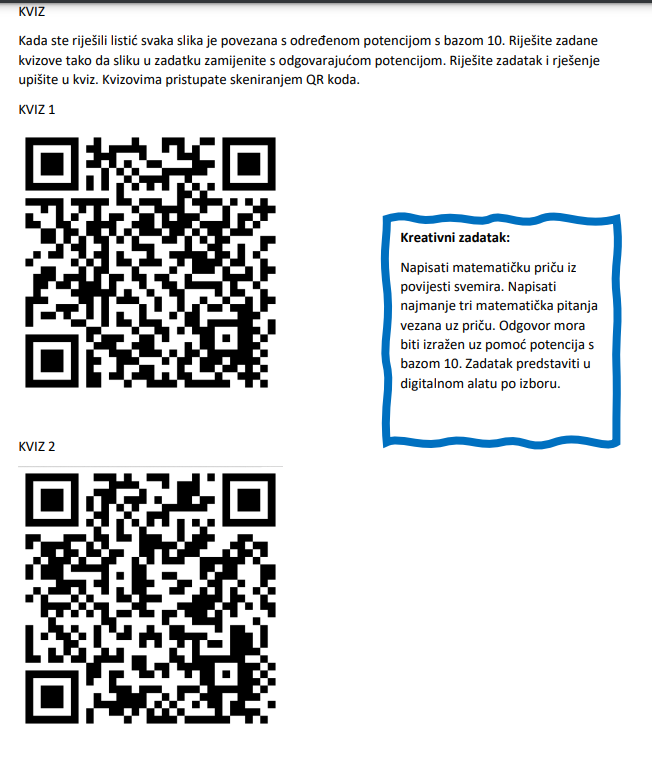 KVIZ
Kada ste riješili listić svaka slika je povezana s određenom potencijom s bazom 10. Riješite zadane
kvizove tako da sliku u zadatku zamijenite s odgovarajućom potencijom. Riješite zadatak i rješenje
upišite u kviz. Kvizovima pristupate skeniranjem QR koda.
KVIZ 1
Kreativni zadatak:
Napisati matematičku priču iz
povijesti svemira. Napisati
najmanje tri matematička pitanja
vezana uz priču. Odgovor mora
biti izražen uz pomoć potencija s
bazom 10. Zadatak predstaviti u
digitalnom alatu po izboru.
KVIZ 2